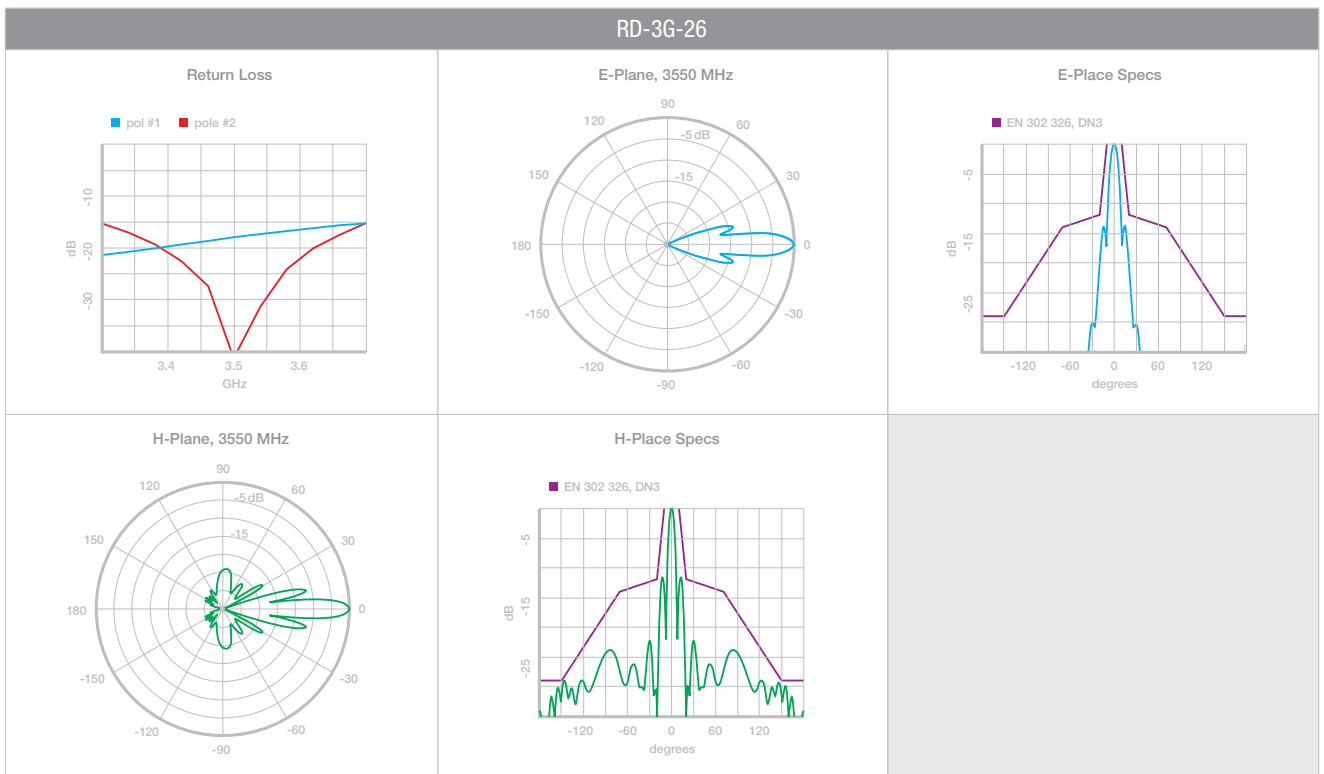 RD-3G-26
Return Loss
pol #1 pole #2
-10
-20
-30
dB
3.4 3.5 3.6
GHz
E-Plane, 3550 MHz
90
120 60
-5 dB
150 30
-15
180 0
-150 -30
-120 -60
-90
E-Place Specs
EN 302 326, DN3
-5
-15
-25
dB
-120 -60 0 60 120
degrees
H-Plane, 3550 MHz
90
120 60
-5 dB
150 30
-15
180 0
-150 -30
-120 -60
-90
H-Place Specs
EN 302 326, DN3
-5
-15
-25
dB
-120 -60 0 60 120
degrees